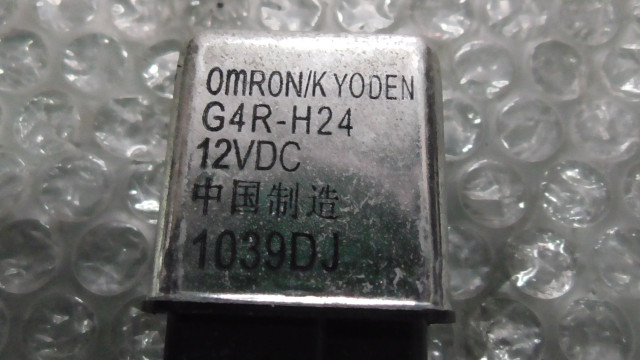 OMRON/KYODEN
G4R-H24
12VDC
中国制造
1039DJ